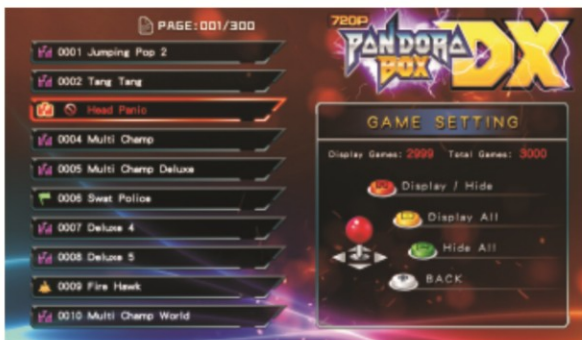 PAGE:001/300
0001 Jumping Pop 2
0002 Tang Tang
Head Panic
0004 Multi Champ
0005 Multi Champ Deluxe
0006 Swat Police
0007 Deluxe 4
0008 Deluxe 5
0009 Fire Hawk
0010 Multi Champ World
720P
PANDORA
BOX
DX
GAME SETTING
Display Games: 2999 Total Games: 3000
Display / Hide
Display All
Hide All
BACK